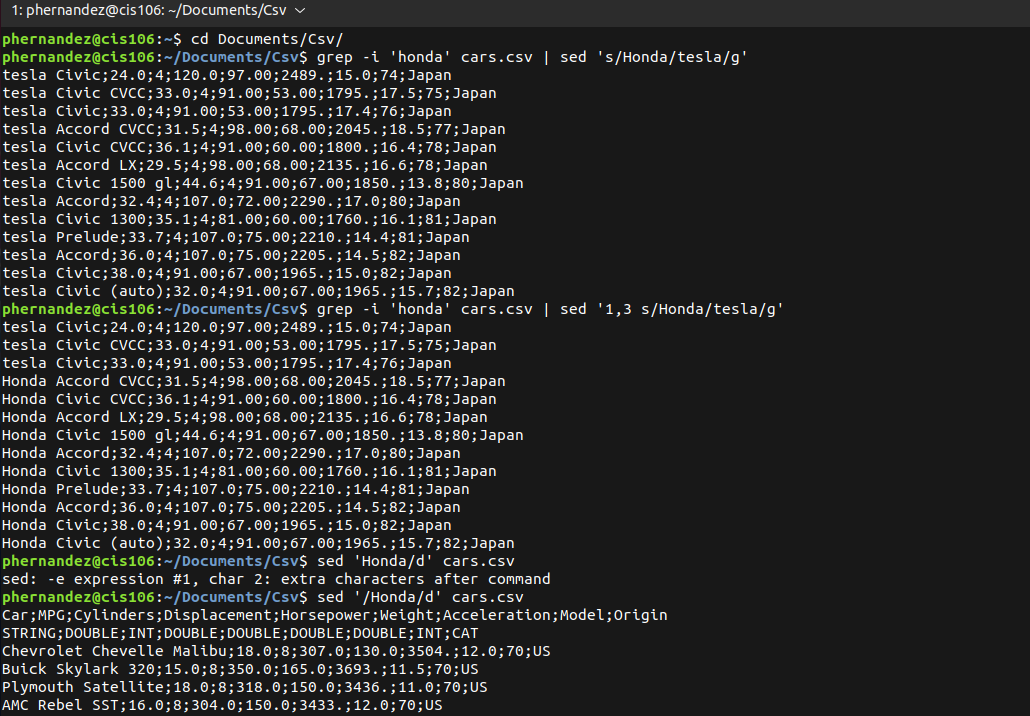 1: phernandez@cis106: ~/Documents/Csv
phernandez@cis106:~$ cd Documents/Csv/
phernandez@cis106:~/Documents/Csv$ grep -i 'honda' cars.csv | sed 's/Honda/tesla/g'
tesla Civic;24.0;4;120.0;97.00;2489.;15.0;74;Japan
tesla Civic CVCC;33.0;4;91.00;53.00;1795.;17.5;75;Japan
tesla Civic;33.0;4;91.00;53.00;1795.;17.4;76;Japan
tesla Accord CVCC;31.5;4;98.00;68.00;2045.;18.5;77;Japan
tesla Civic CVCC;36.1;4;91.00;60.00;1800.;16.4;78;Japan
tesla Accord LX;29.5;4;98.00;68.00;2135.;16.6;78;Japan
tesla Civic 1500 gl;44.6;4;91.00;67.00;1850.;13.8;80;Japan
tesla Accord;32.4;4;107.0;72.00;2290.;17.0;80;Japan
tesla Civic 1300;35.1;4;81.00;60.00;1760.;16.1;81;Japan
tesla Prelude;33.7;4;107.0;75.00;2210.;14.4;81;Japan
tesla Accord;36.0;4;107.0;75.00;2205.;14.5;82;Japan
tesla Civic;38.0;4;91.00;67.00;1965.;15.0;82;Japan
tesla Civic (auto);32.0;4;91.00;67.00;1965.;15.7;82;Japan
phernandez@cis106:~/Documents/Csv$ grep -i 'honda' cars.csv | sed '1,3 s/Honda/tesla/g'
tesla Civic;24.0;4;120.0;97.00;2489.;15.0;74;Japan
tesla Civic CVCC;33.0;4;91.00;53.00;1795.;17.5;75;Japan
tesla Civic;33.0;4;91.00;53.00;1795.;17.4;76;Japan
Honda Accord CVCC;31.5;4;98.00;68.00;2045.;18.5;77;Japan
Honda Civic CVCC;36.1;4;91.00;60.00;1800.;16.4;78;Japan
Honda Accord LX;29.5;4;98.00;68.00;2135.;16.6;78;Japan
Honda Civic 1500 gl;44.6;4;91.00;67.00;1850.;13.8;80;Japan
Honda Accord;32.4;4;107.0;72.00;2290.;17.0;80;Japan
Honda Civic 1300;35.1;4;81.00;60.00;1760.;16.1;81;Japan
Honda Prelude;33.7;4;107.0;75.00;2210.;14.4;81;Japan
Honda Accord;36.0;4;107.0;75.00;2205.;14.5;82;Japan
Honda Civic;38.0;4;91.00;67.00;1965.;15.0;82;Japan
Honda Civic (auto);32.0;4;91.00;67.00;1965.;15.7;82;Japan
phernandez@cis106:~/Documents/Csv$ sed 'Honda/d' cars.csv
sed: -e expression #1, char 2: extra characters after command
phernandez@cis106:~/Documents/Csv$ sed '/Honda/d' cars.csv
Car;MPG;Cylinders;Displacement;Horsepower;Weight;Acceleration;Model;Origin
STRING;DOUBLE;INT;DOUBLE;DOUBLE;DOUBLE;DOUBLE;INT;CAT
Chevrolet Chevelle Malibu;18.0;8;307.0;130.0;3504.;12.0;70;US
Buick Skylark 320;15.0;8;350.0;165.0;3693.;11.5;70;US
Plymouth Satellite;18.0;8;318.0;150.0;3436.;11.0;70;US
AMC Rebel SST;16.0;8;304.0;150.0;3433.;12.0;70;US